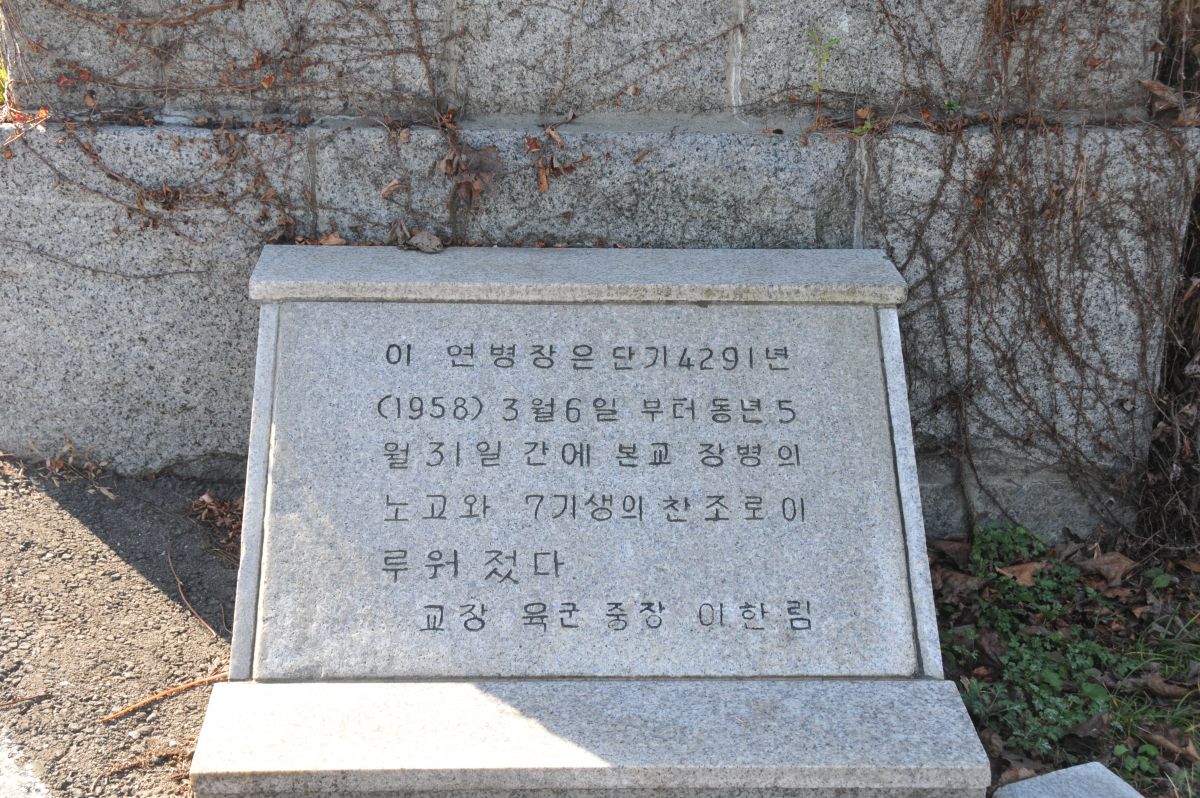 이 연병장은 단기4291년
(1958) 3월6일 부터 동년5
월31일 간에 본교 장병의
노고와 7기생의 찬조로 이
루워 젔다
교장 육군 중장 이한림